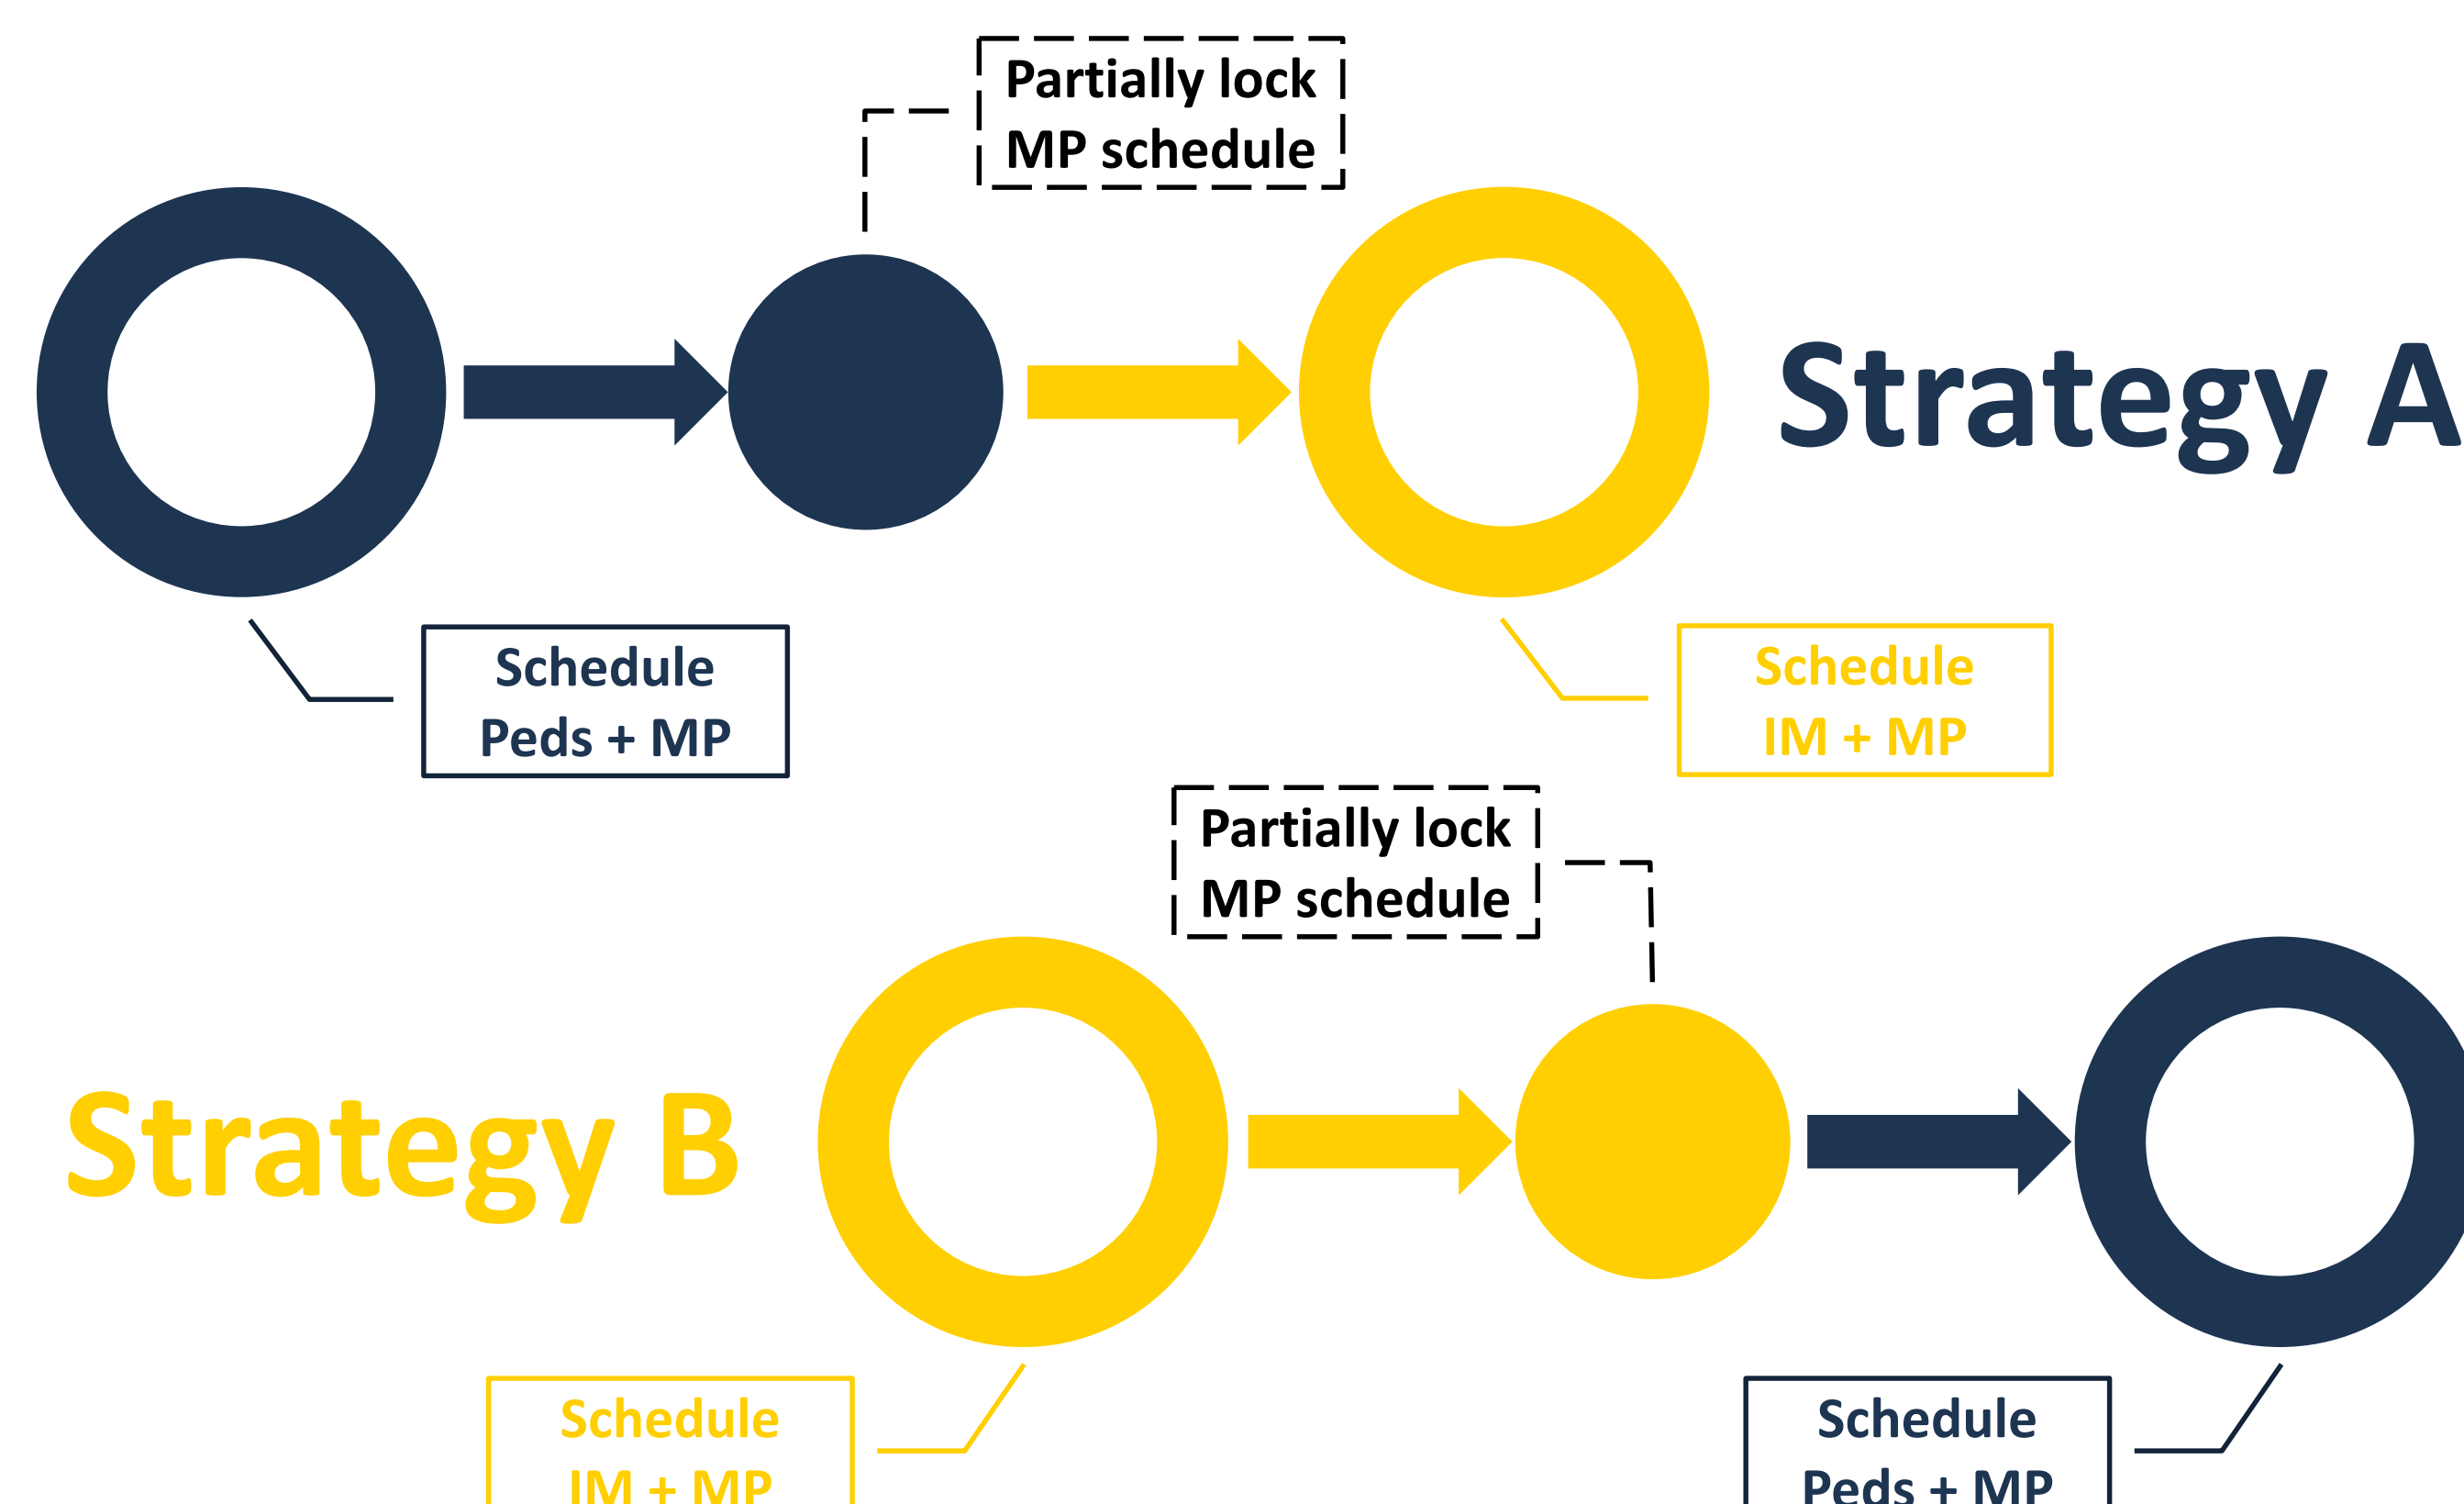 Partially lock
MP schedule
Strategy A
Schedule
Peds + MP
Schedule
IM + MP
Partially lock
MP schedule
Strategy B
Schedule
IM + MP
Schedule
Peds + MP